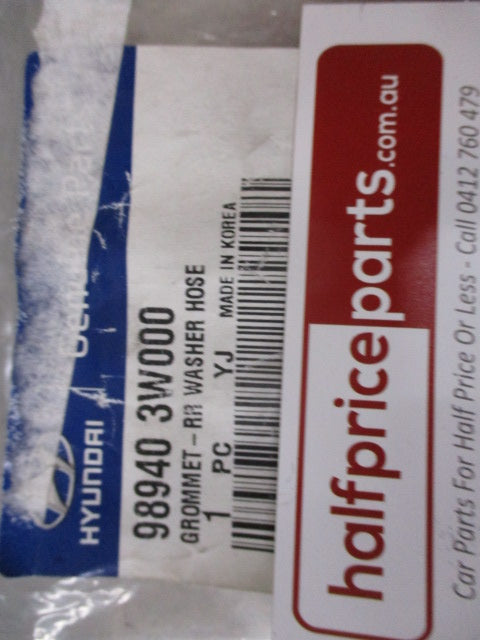 HYUNDAI
98940 3W000
GROMMET - RR WASHER HOSE
1 PC YJ MADE IN KOREA
halfpriceparts.com.au
Car Parts For Half Price Or Less - Call 0412 760 479